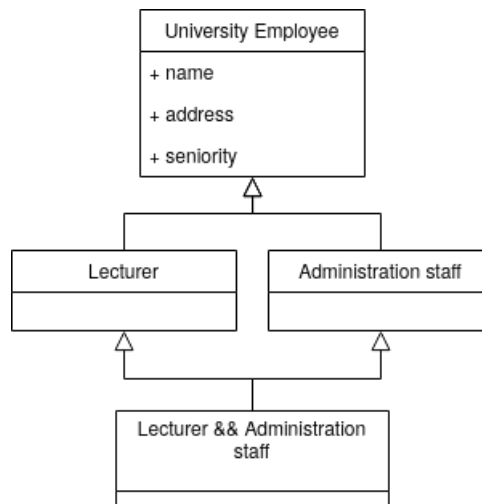 University Employee
+ name
+ address
+ seniority
Lecturer
Administration staff
Lecturer && Administration
staff